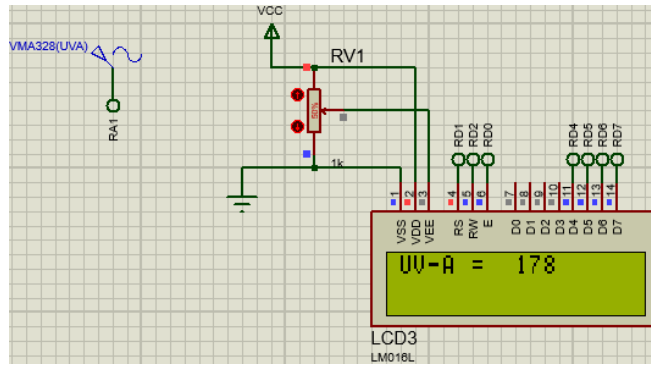 VCC
VMA328(UVA)
RV1
RA1
50%
1k
RD1
RD2
RD0
RD4
RD5
RD6
RD7
1
2
3
4
5
6
7
8
9
10
11
12
13
14
VSS
VDD
VEE
RS
RW
E
D0
D1
D2
D3
D4
D5
D6
D7
UV-A = 178
LCD3
LM016L